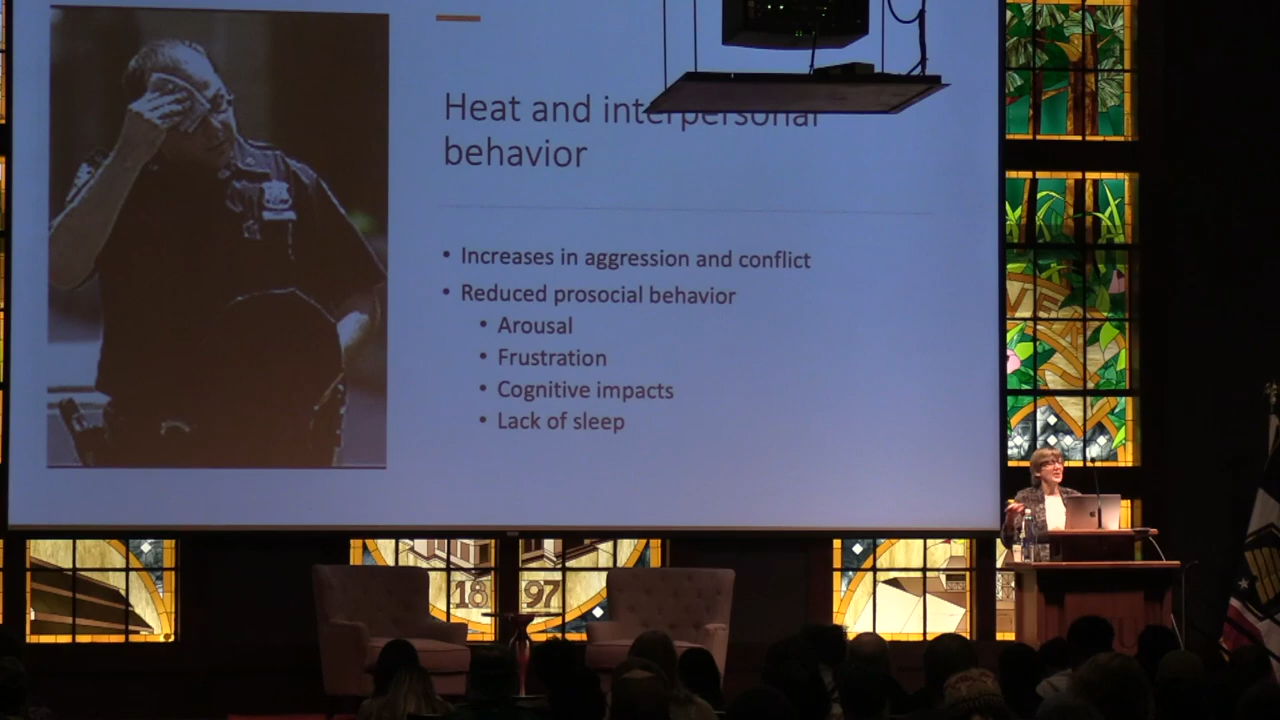 Heat and interpersonal
behavior
• Increases in aggression and conflict
• Reduced prosocial behavior
• Arousal
• Frustration
• Cognitive impacts
• Lack of sleep
18 97